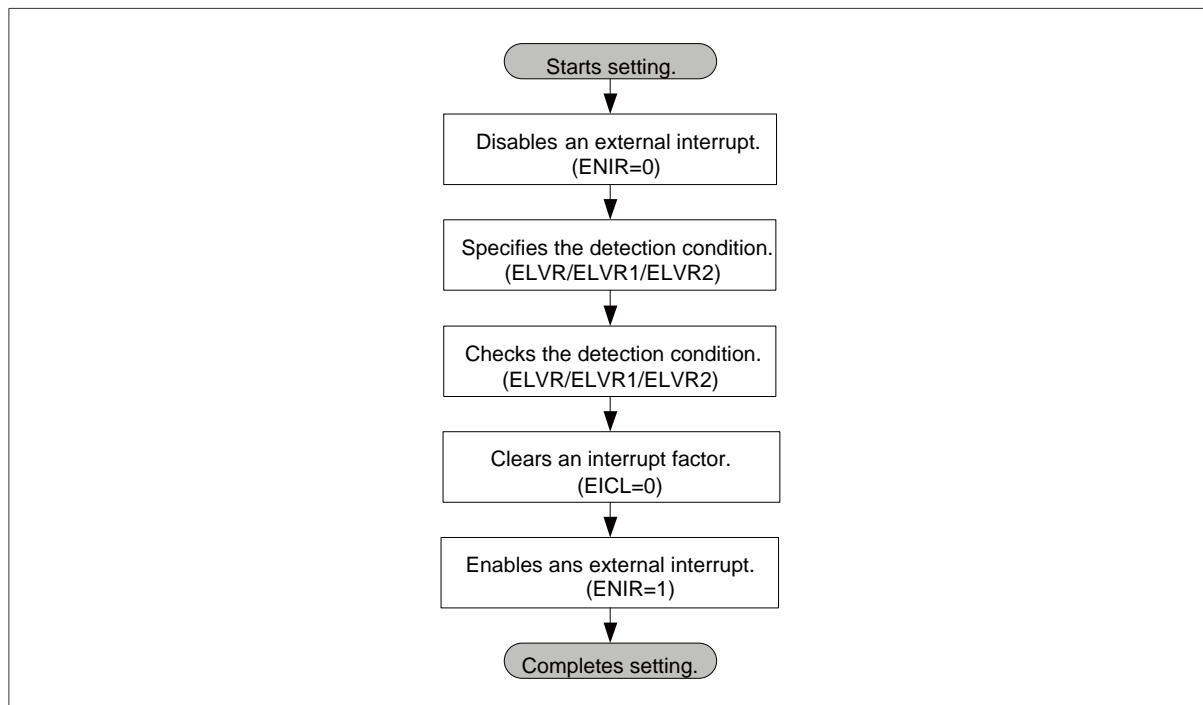 Starts setting.
Disables an external interrupt.
(ENIR=0)
Specifies the detection condition.
(ELVR/ELVR1/ELVR2)
Checks the detection condition.
(ELVR/ELVR1/ELVR2)
Clears an interrupt factor.
(EICL=0)
Enables ans external interrupt.
(ENIR=1)
Completes setting.